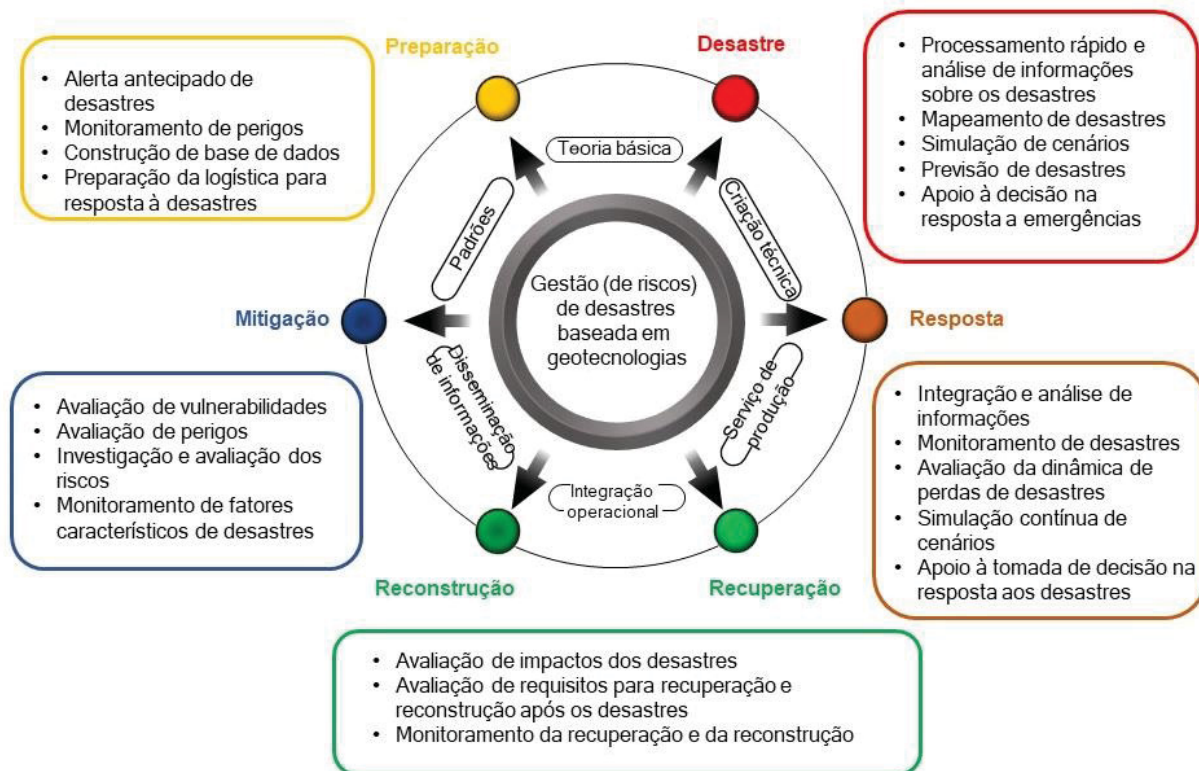 Preparação
Desastre
• Alerta antecipado de
desastres
• Monitoramento de perigos
• Construção de base de dados
• Preparação da logística para
resposta à desastres
• Processamento rápido e
análise de informações
sobre os desastres
• Mapeamento de desastres
• Simulação de cenários
• Previsão de desastres
• Apoio à decisão na
resposta a emergências
Teoria básica
Padrões
Criação técnica
Gestão (de riscos)
de desastres
baseada em
geotecnologias
Mitigação
Resposta
Disseminação
de informações
Serviço de
produção
Integração
operacional
• Avaliação de vulnerabilidades
• Avaliação de perigos
• Investigação e avaliação dos
riscos
• Monitoramento de fatores
característicos de desastres
• Integração e análise de
informações
• Monitoramento de desastres
• Avaliação da dinâmica de
perdas de desastres
• Simulação contínua de
cenários
• Apoio à tomada de decisão na
resposta aos desastres
Reconstrução
Recuperação
• Avaliação de impactos dos desastres
• Avaliação de requisitos para recuperação e
reconstrução após os desastres
• Monitoramento da recuperação e da reconstrução